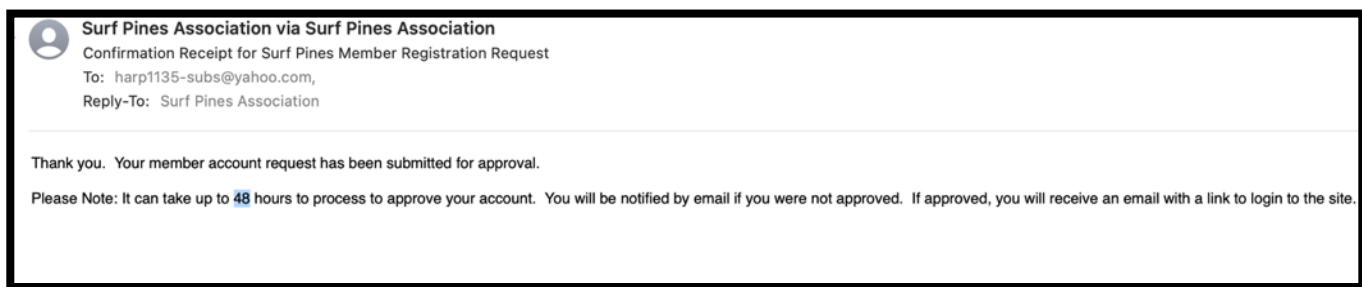 Surf Pines Association via Surf Pines Association
Confirmation Receipt for Surf Pines Member Registration Request
To: harp1135-subs@yahoo.com,
Reply-To: Surf Pines Association
Thank you. Your member account request has been submitted for approval.
Please Note: It can take up to 48 hours to process to approve your account. You will be notified by email if you were not approved. If approved, you will receive an email with a link to login to the site.